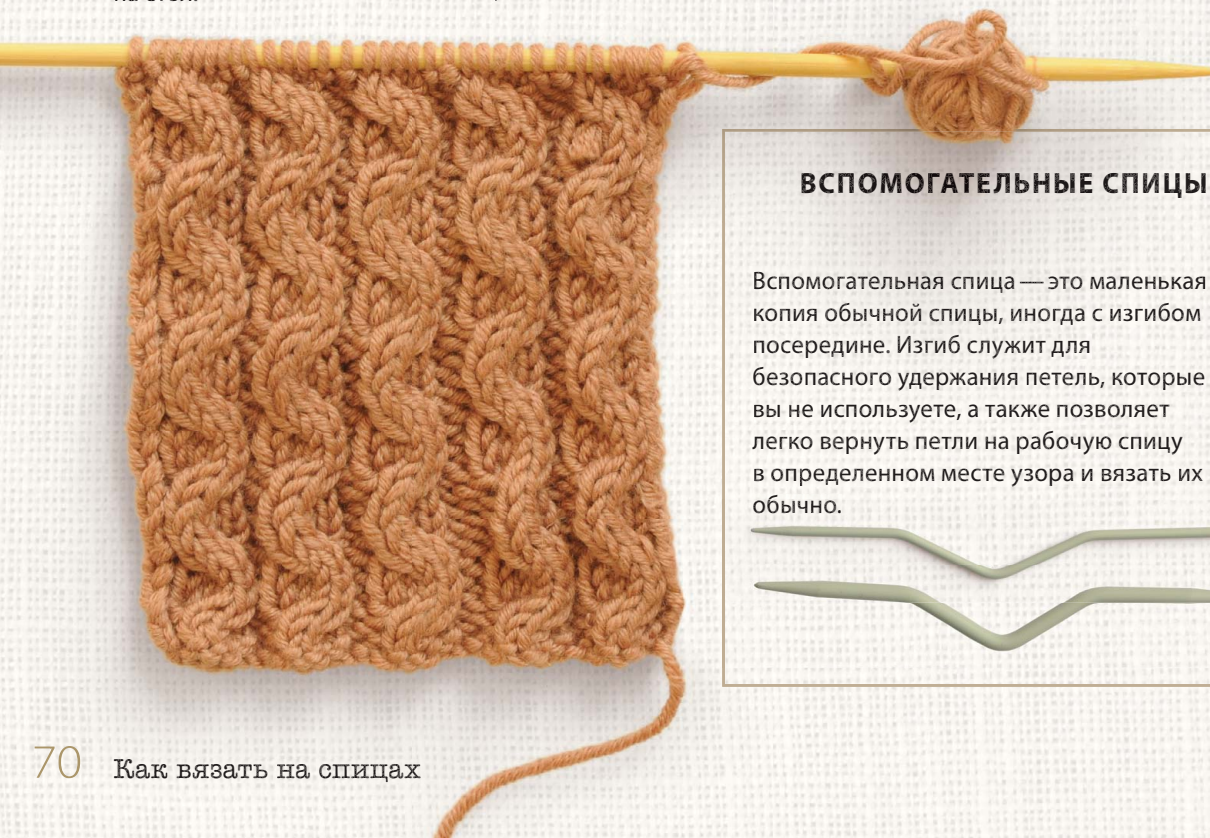 ВСПОМОГАТЕЛЬНЫЕ СПИЦЫ
Вспомогательная спица — это маленькая
копия обычной спицы, иногда с изгибом
посередине. Изгиб служит для
безопасного удержания петель, которые
вы не используете, а также позволяет
легко вернуть петли на рабочую спицу
в определенном месте узора и вязать их
обычно.
70 Как вязать на спицах